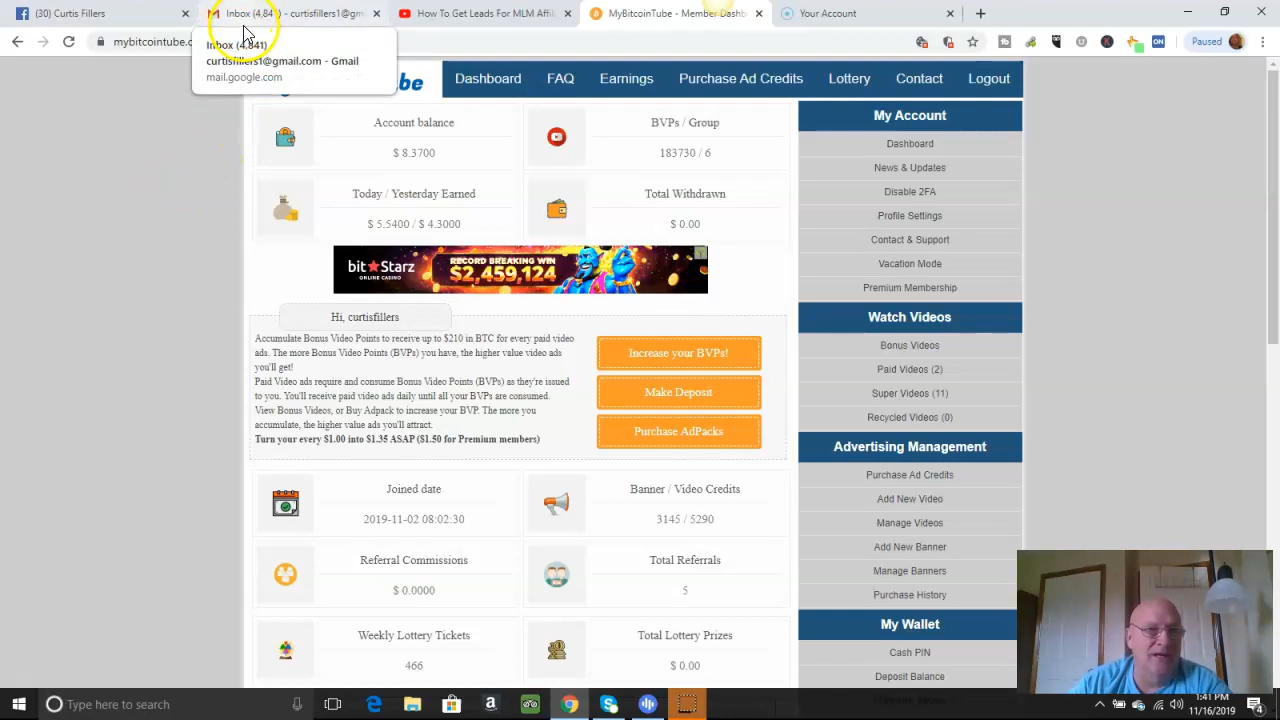 Curtis Fillers
Inbox (4,841) - curtisfillers1@gm
How To Get Leads For MLM Affil
MyBitcoinTube - Member Dashb
Your Account
mybitcointube.c
Paused
Inbox (4,841)
curtisfillers1@gmail.com - Gmail
mail.google.com
Dashboard
FAQ
Earnings
Purchase Ad Credits
Lottery
Contact
Logout
Account balance
$ 8.3700
BVPs / Group
183730 / 6
Today / Yesterday Earned
$ 5.5400 / $ 4.3000
Total Withdrawn
$ 0.00
bitStarz
ONLINE CASINO
RECORD BREAKING WIN
$2,459,124
Hi, curtisfillers
Accumulate Bonus Video Points to receive up to $210 in BTC for every paid video
ads. The more Bonus Video Points (BVPs) you have, the higher value video ads
you'll get!
Paid Video ads require and consume Bonus Video Points (BVPs) as they're issued
to you. You'll receive paid video ads daily until all your BVPs are consumed.
View Bonus Videos, or Buy Adpack to increase your BVP. The more you
accumulate, the higher value ads you'll attract.
Turn your every $1.00 into $1.35 ASAP ($1.50 for Premium members)
Increase your BVPs!
Make Deposit
Purchase AdPacks
Joined date
2019-11-02 08:02:30
Banner / Video Credits
3145 / 5290
Referral Commissions
$ 0.0000
Total Referrals
5
Weekly Lottery Tickets
466
Total Lottery Prizes
$ 0.00
My Account
Dashboard
News & Updates
Disable 2FA
Profile Settings
Contact & Support
Vacation Mode
Premium Membership
Watch Videos
Bonus Videos
Paid Videos (2)
Super Videos (11)
Recycled Videos (0)
Advertising Management
Purchase Ad Credits
Add New Video
Manage Videos
Add New Banner
Manage Banners
Purchase History
My Wallet
Cash PIN
Deposit Balance
Type here to search
1:41 PM
11/16/2019